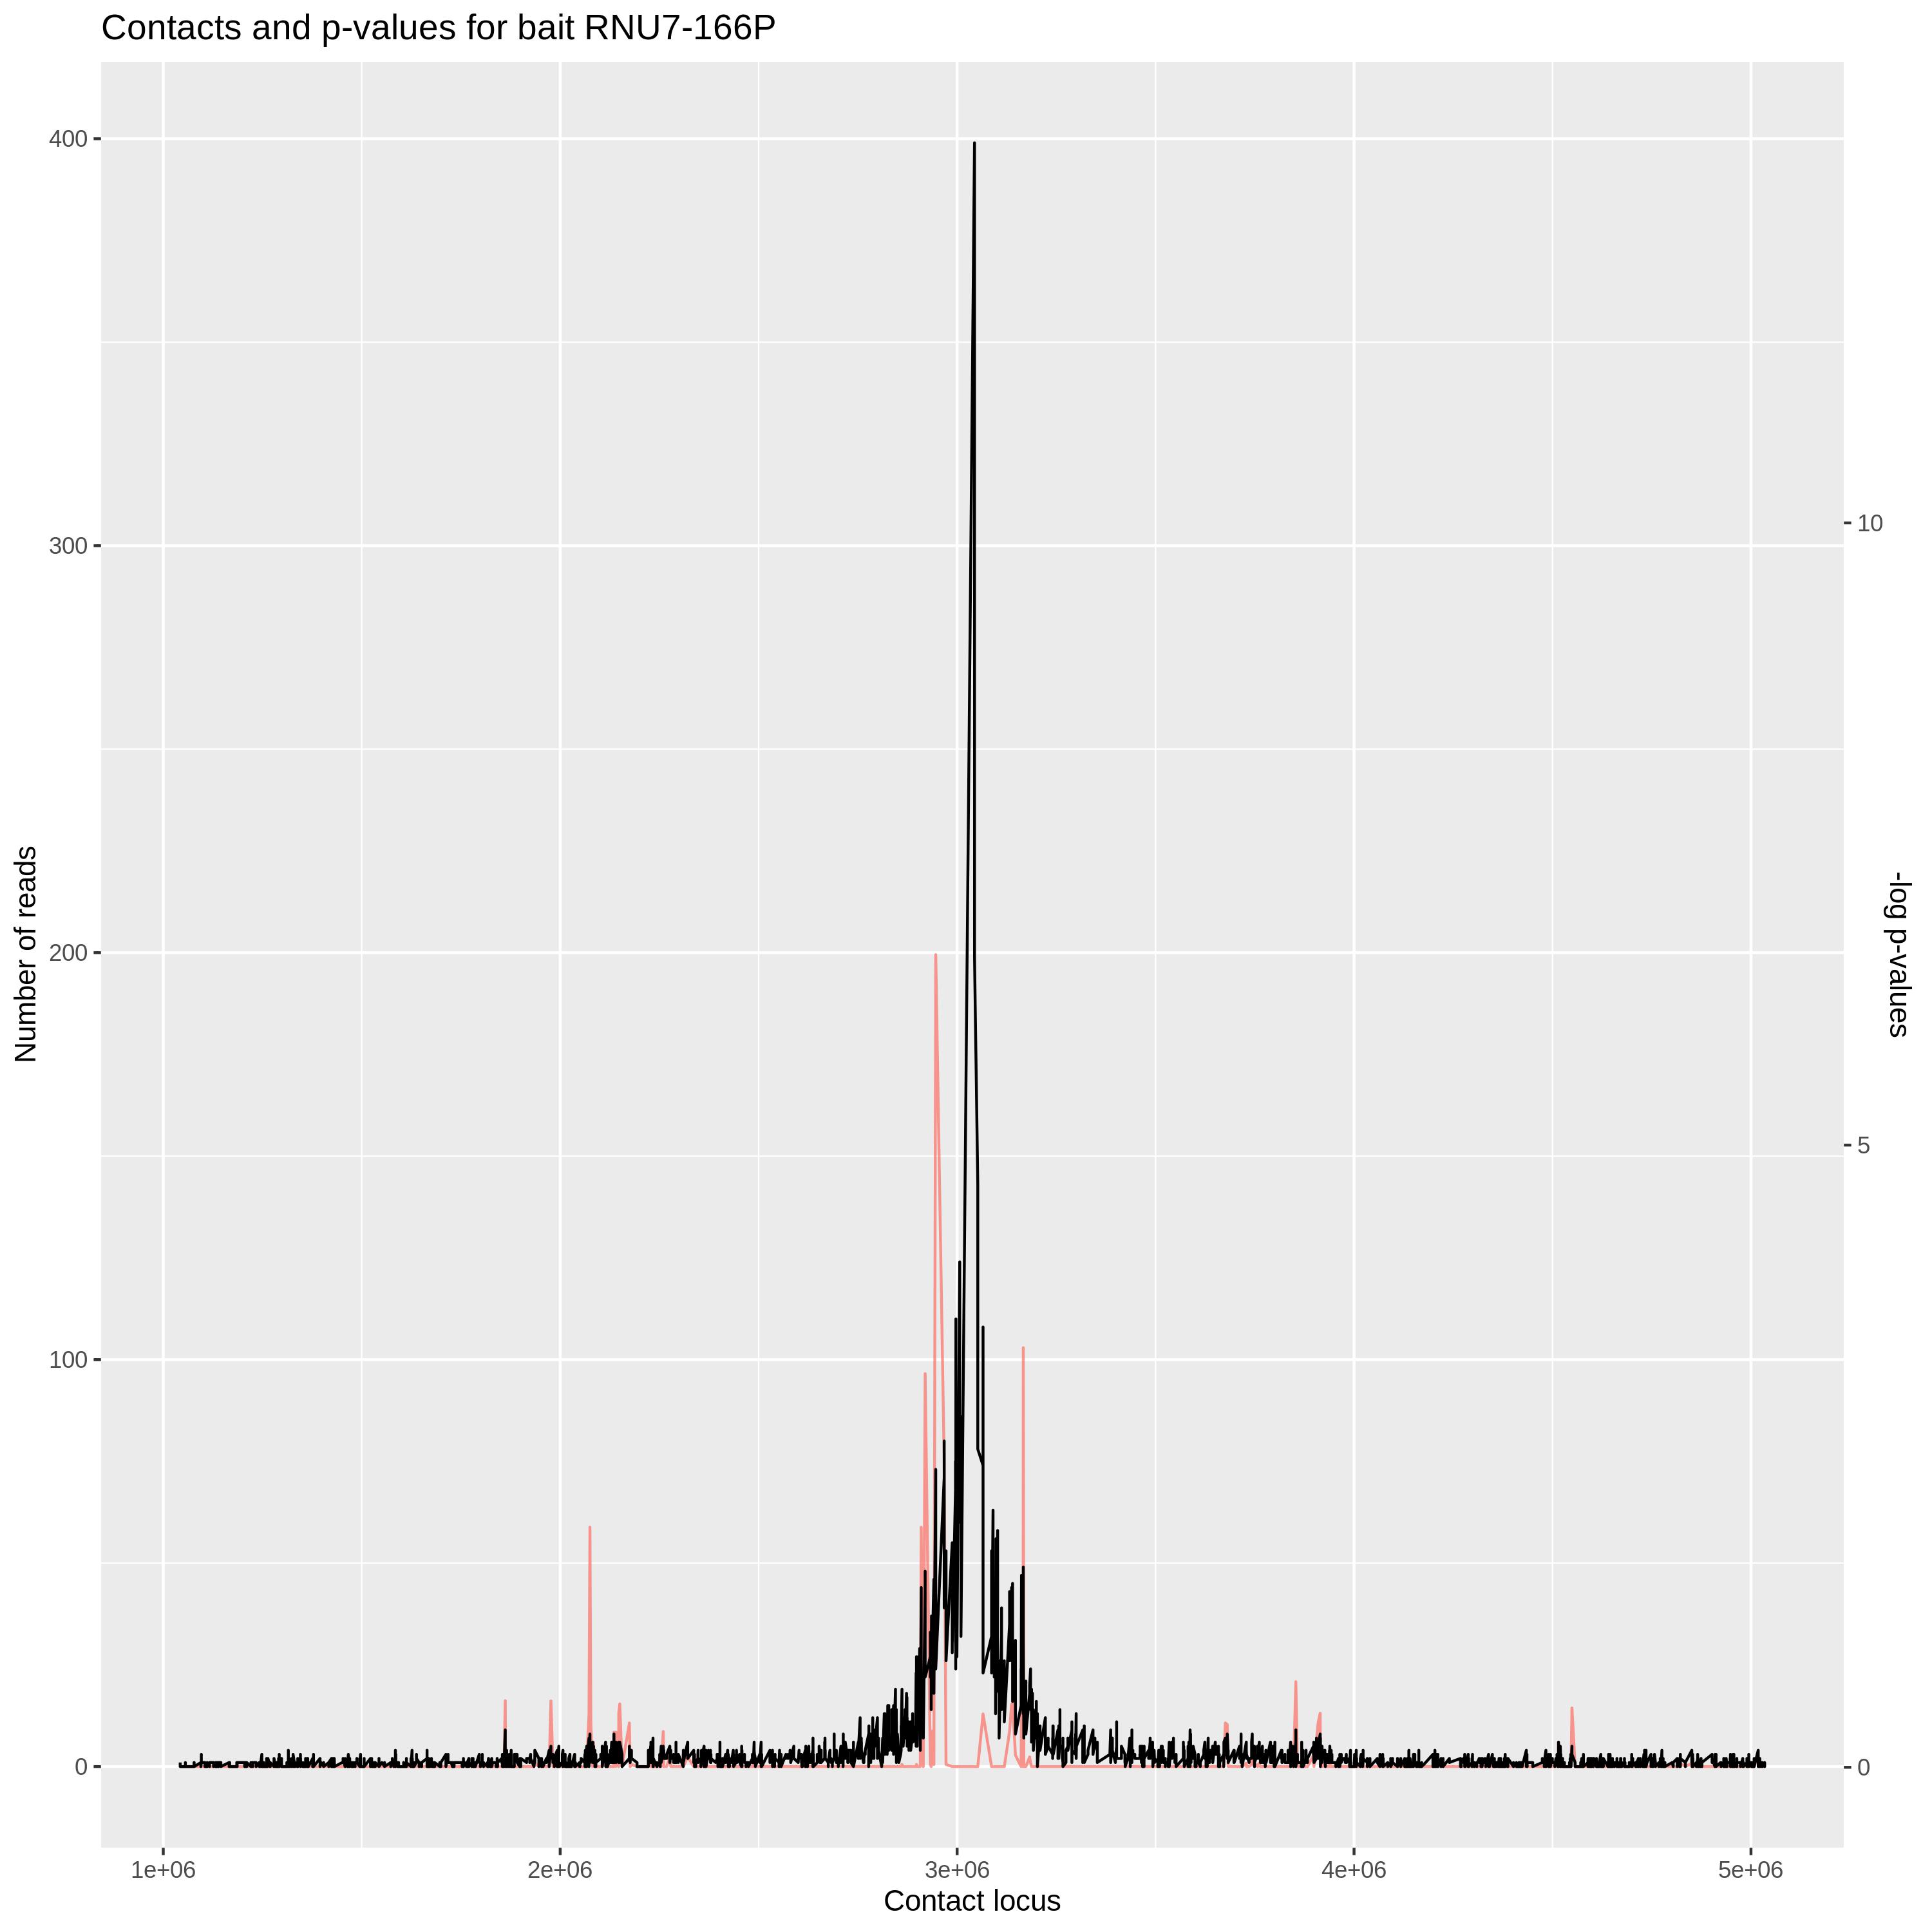 Contacts and p-values for bait RNU7-166P
400
300
200
100
0
10
5
0
Number of reads
-log p-values
1e+06
2e+06
3e+06
4e+06
5e+06
Contact locus